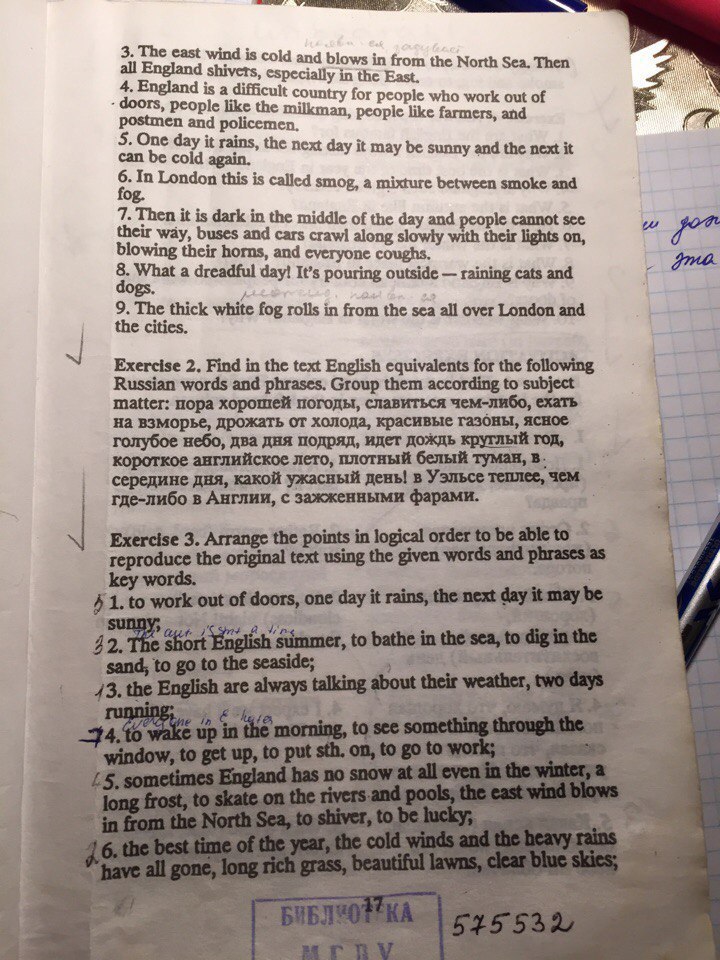 3. The east wind is cold and blows in from the North Sea. Then
all England shivers, especially in the East.
4. England is a difficult country for people who work out of
doors, people like the milkman, people like farmers, and
postmen and policemen.
5. One day it rains, the next day it may be sunny and the next it
can be cold again.
6. In London this is called smog, a mixture between smoke and
fog.
7. Then it is dark in the middle of the day and people cannot see
their way, buses and cars crawl along slowly with their lights on,
blowing their horns, and everyone coughs.
8. What a dreadful day! It's pouring outside — raining cats and
dogs.
9. The thick white fog rolls in from the sea all over London and
the cities.
Exercise 2. Find in the text English equivalents for the following
Russian words and phrases. Group them according to subject
matter: пора хорошей погоды, славиться чем-либо, ехать
на взморье, дрожать от холода, красивые газоны, ясное
голубое небо, два дня подряд, идет дождь круглый год,
короткое английское лето, плотный белый туман, в
середине дня, какой ужасный день! в Уэльсе теплее, чем
где-либо в Англии, с зажженными фарами.
Exercise 3. Arrange the points in logical order to be able to
reproduce the original text using the given words and phrases as
key words.
5 1. to work out of doors, one day it rains, the next day it may be
sunny;
3 2. The short English summer, to bathe in the sea, to dig in the
sand, to go to the seaside;
1 3. the English are always talking about their weather, two days
running;
everyone in E
7 4. to wake up in the morning, to see something through the
window, to get up, to put sth. on, to go to work;
5. sometimes England has no snow at all even in the winter, a
long frost, to skate on the rivers and pools, the east wind blows
in from the North Sea, to shiver, to be lucky;
2 6. the best time of the year, the cold winds and the heavy rains
have all gone, long rich grass, beautiful lawns, clear blue skies;
17
БИБЛИОТЕКА
575532
эта